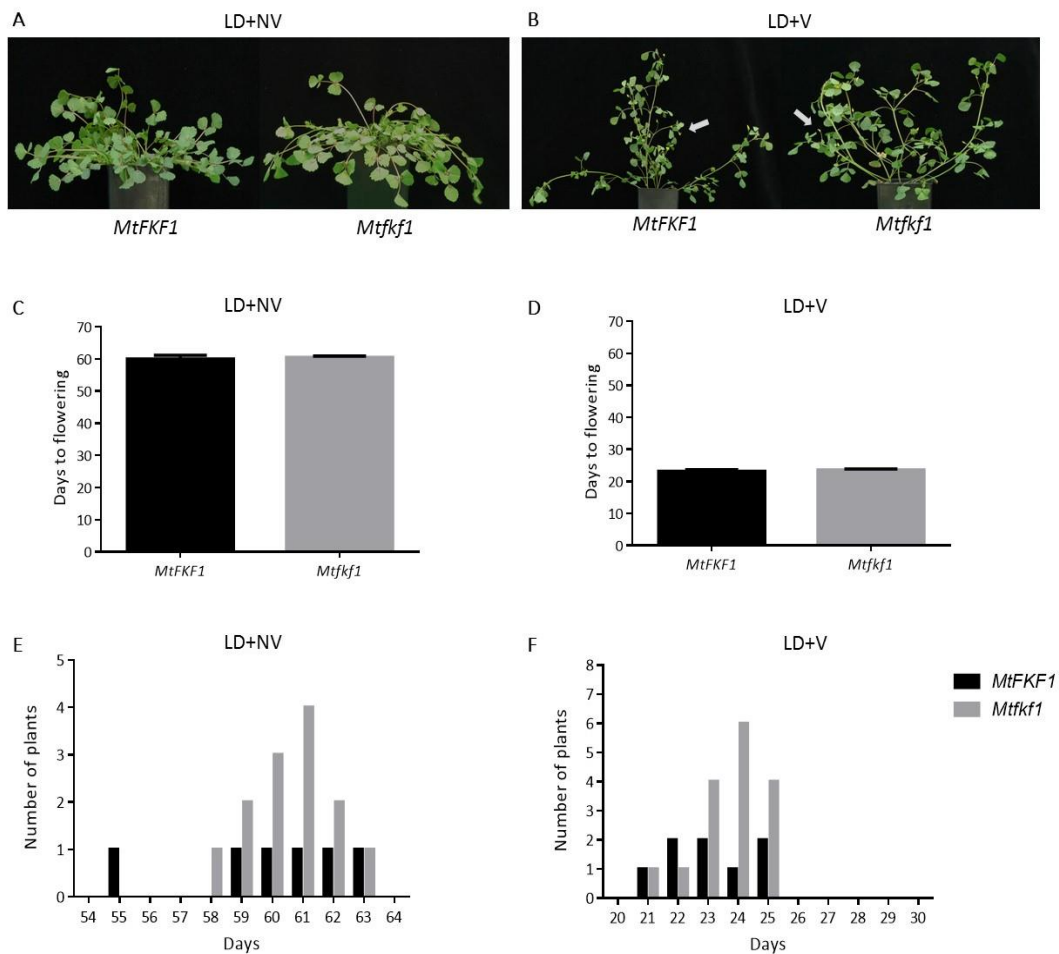 A
LD+NV
B
LD+V
MtFKF1
Mtfkf1
MtFKF1
Mtfkf1
C
LD+NV
Days to flowering
70
60
50
40
30
20
10
0
MtFKF1
Mtfkf1
D
LD+V
Days to flowering
70
60
50
40
30
20
10
0
MtFKF1
Mtfkf1
E
LD+NV
Number of plants
5
4
3
2
1
0
54 55 56 57 58 59 60 61 62 63 64
Days
F
LD+V
Number of plants
8
7
6
5
4
3
2
1
0
20 21 22 23 24 25 26 27 28 29 30
Days
MtFKF1
Mtfkf1